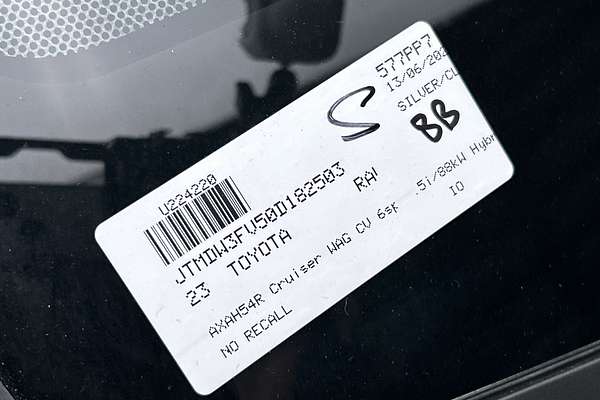 577PP7
13/06/202
SILVER/CL
S
BB
U224220
JTMDW3FV50D182503
23 TOYOTA RAV
AXAH54R Cruiser WAG CV 6sp .5i/88kW Hybr
NO RECALL IO